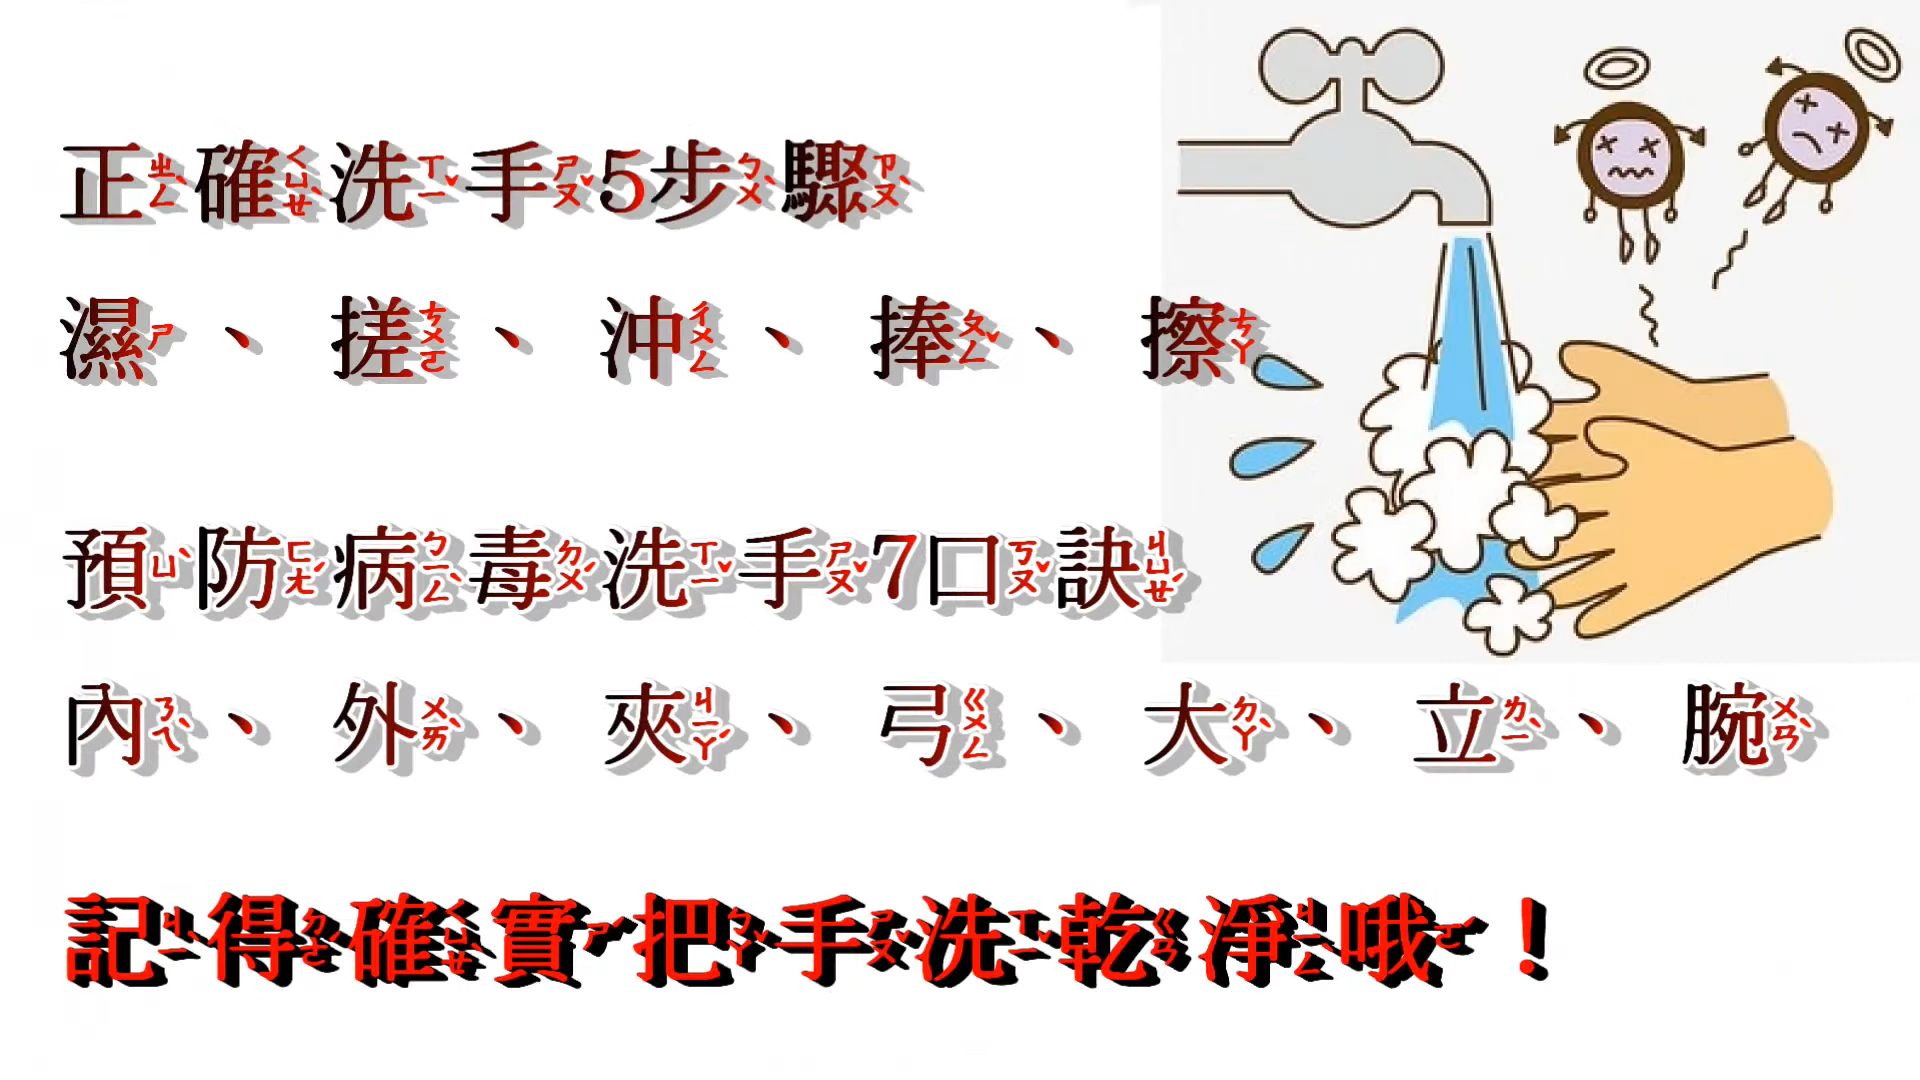 正確洗手5步驟
濕、搓、沖、捧、擦
預防病毒洗手7口訣
內、外、夾、弓、大、立、腕
記得確實把手洗乾淨哦！